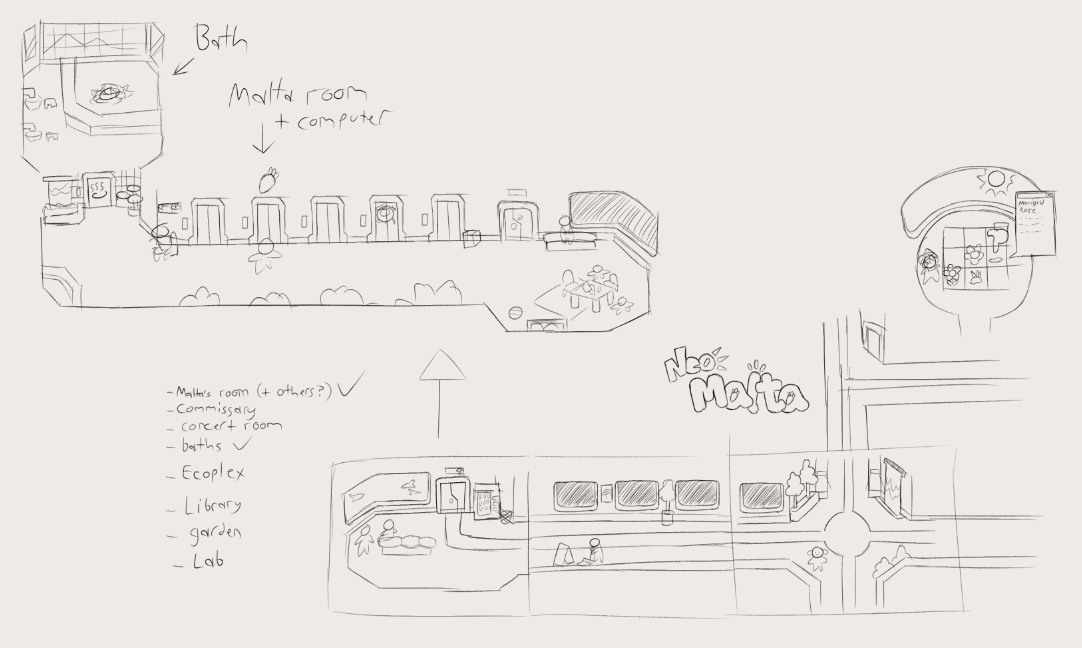 Bath
Malta room
+ computer
Marigold
Rose
Neo
Malta
- Malta's room (+ others?) ✓
- Commissary
- concert room
- baths ✓
- Ecoplex
- Library
- garden
- Lab